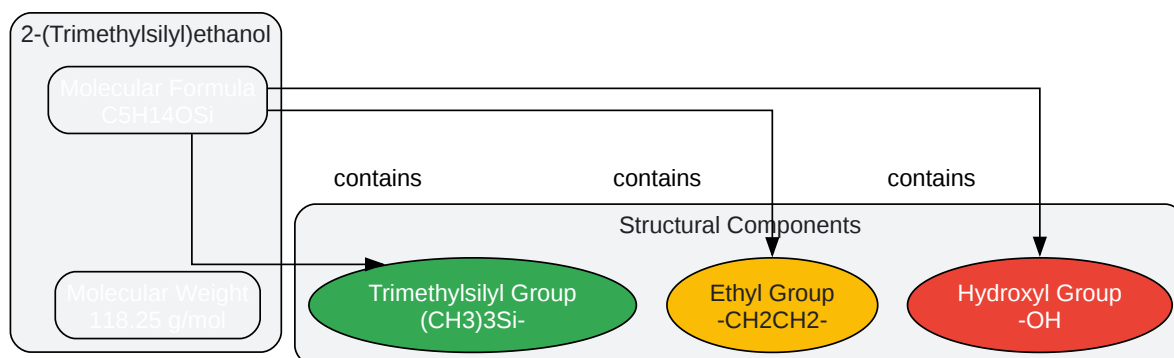 2-(Trimethylsilyl)ethanol
Molecular Formula
C5H14OSi
contains
contains
contains
Structural Components
Molecular Weight
118.25 g/mol
Trimethylsilyl Group
(CH3)3Si-
Ethyl Group
-CH2CH2-
Hydroxyl Group
-OH